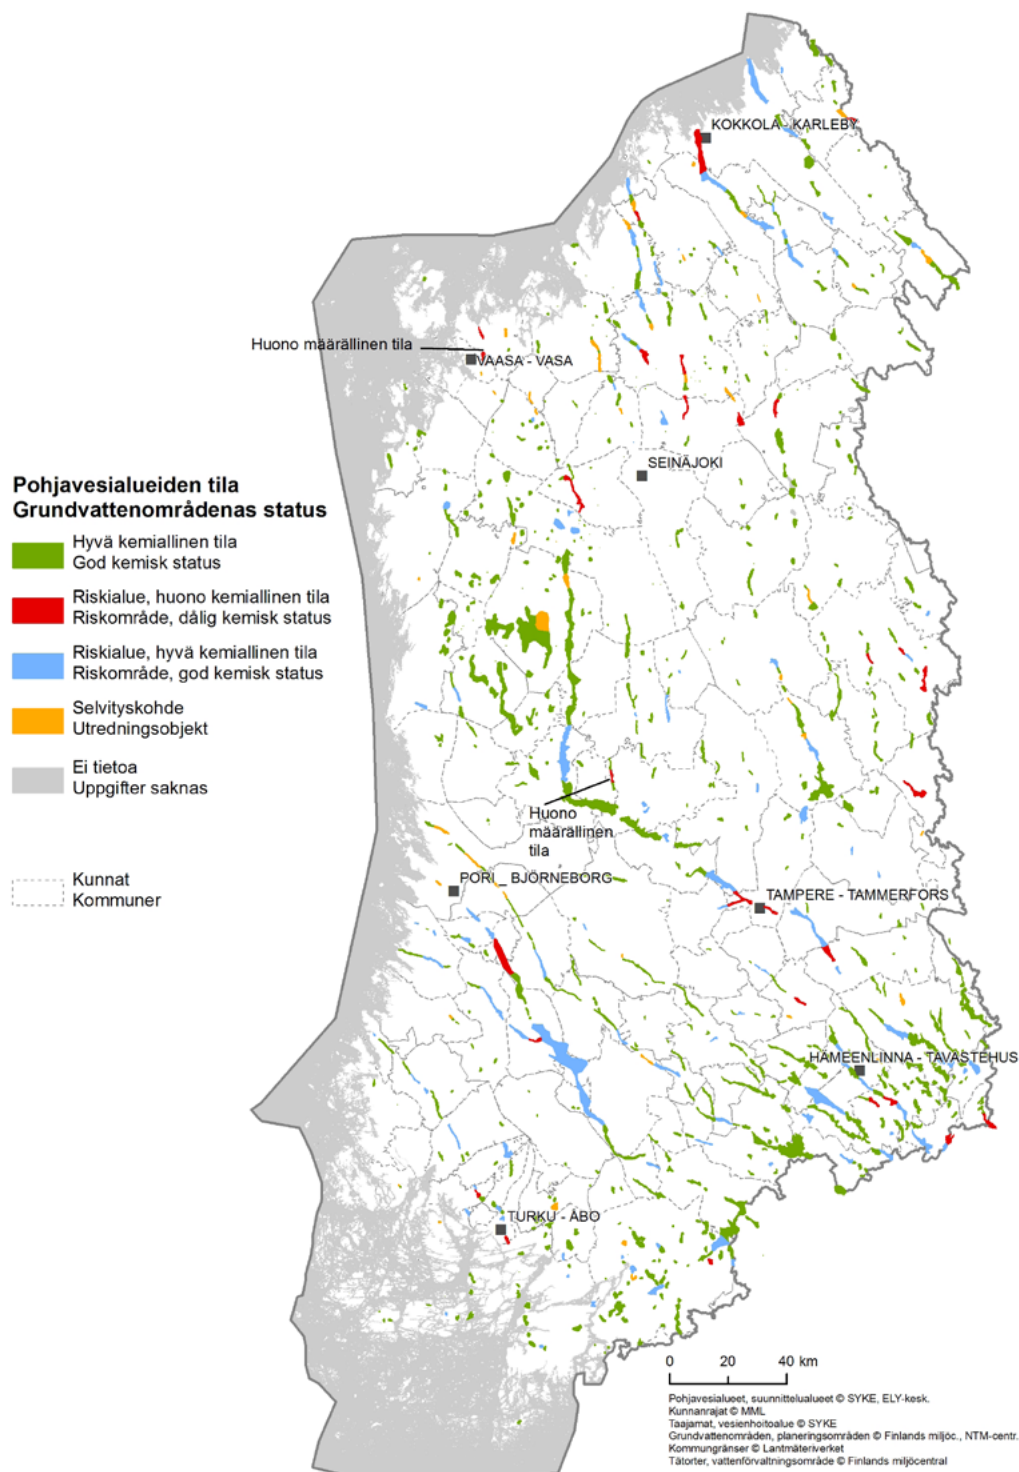 KOKKOLA - KARLEBY
Huono määrällinen tila
VAASA - VASA
SEINÄJOKI
Pohjavesialueiden tila
Grundvattenområdenas status
Hyvä kemiallinen tila
God kemisk status
Riskialue, huono kemiallinen tila
Riskområde, dålig kemisk status
Riskialue, hyvä kemiallinen tila
Riskområde, god kemisk status
Selvityskohde
Utredningsobjekt
Ei tietoa
Uppgifter saknas
Kunnat
Kommuner
Huono
määrällinen
tila
PORI_ BJÖRNEBORG
TAMPERE - TAMMERFORS
HÄMEENLINNA - TAVASTEHUS
TURKU - ÅBO
0 20 40 km
Pohjavesialueet, suunnittelualueet © SYKE, ELY-kesk.
Kunnanrajat © MML
Taajamat, vesienhoitoalue © SYKE
Grundvattenområden, planeringsområden © Finlands miljöc., NTM-centr.
Kommungränser © Lantmäteriverket
Tätorter, vattenförvaltningsområde © Finlands miljöcentral